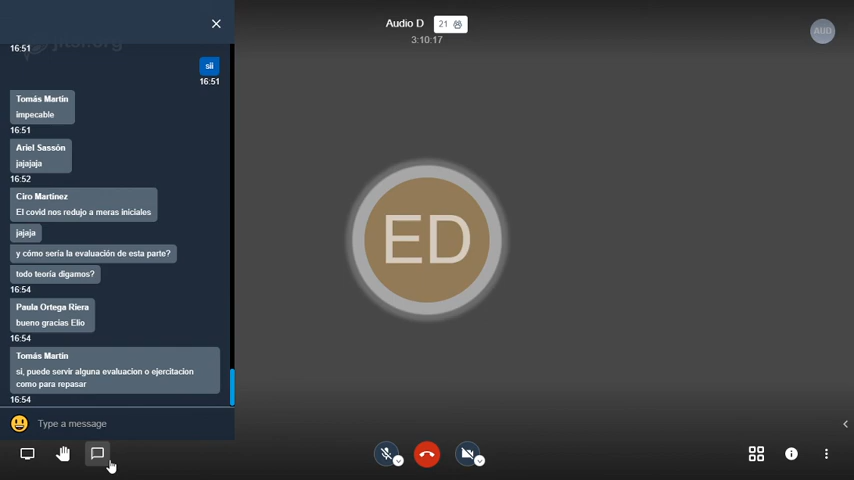 Audio D 21
3:10:17
AUD
jitsi.org
16:51
sii
16:51
Tomás Martín
impecable
16:51
Ariel Sassón
jajajaja
16:52
Ciro Martínez
El covid nos redujo a meras iniciales
jajaja
y cómo sería la evaluación de esta parte?
todo teoría digamos?
16:54
Paula Ortega Riera
bueno gracias Elio
16:54
Tomás Martín
si, puede servir alguna evaluacion o ejercitacion
como para repasar
16:54
Type a message
ED